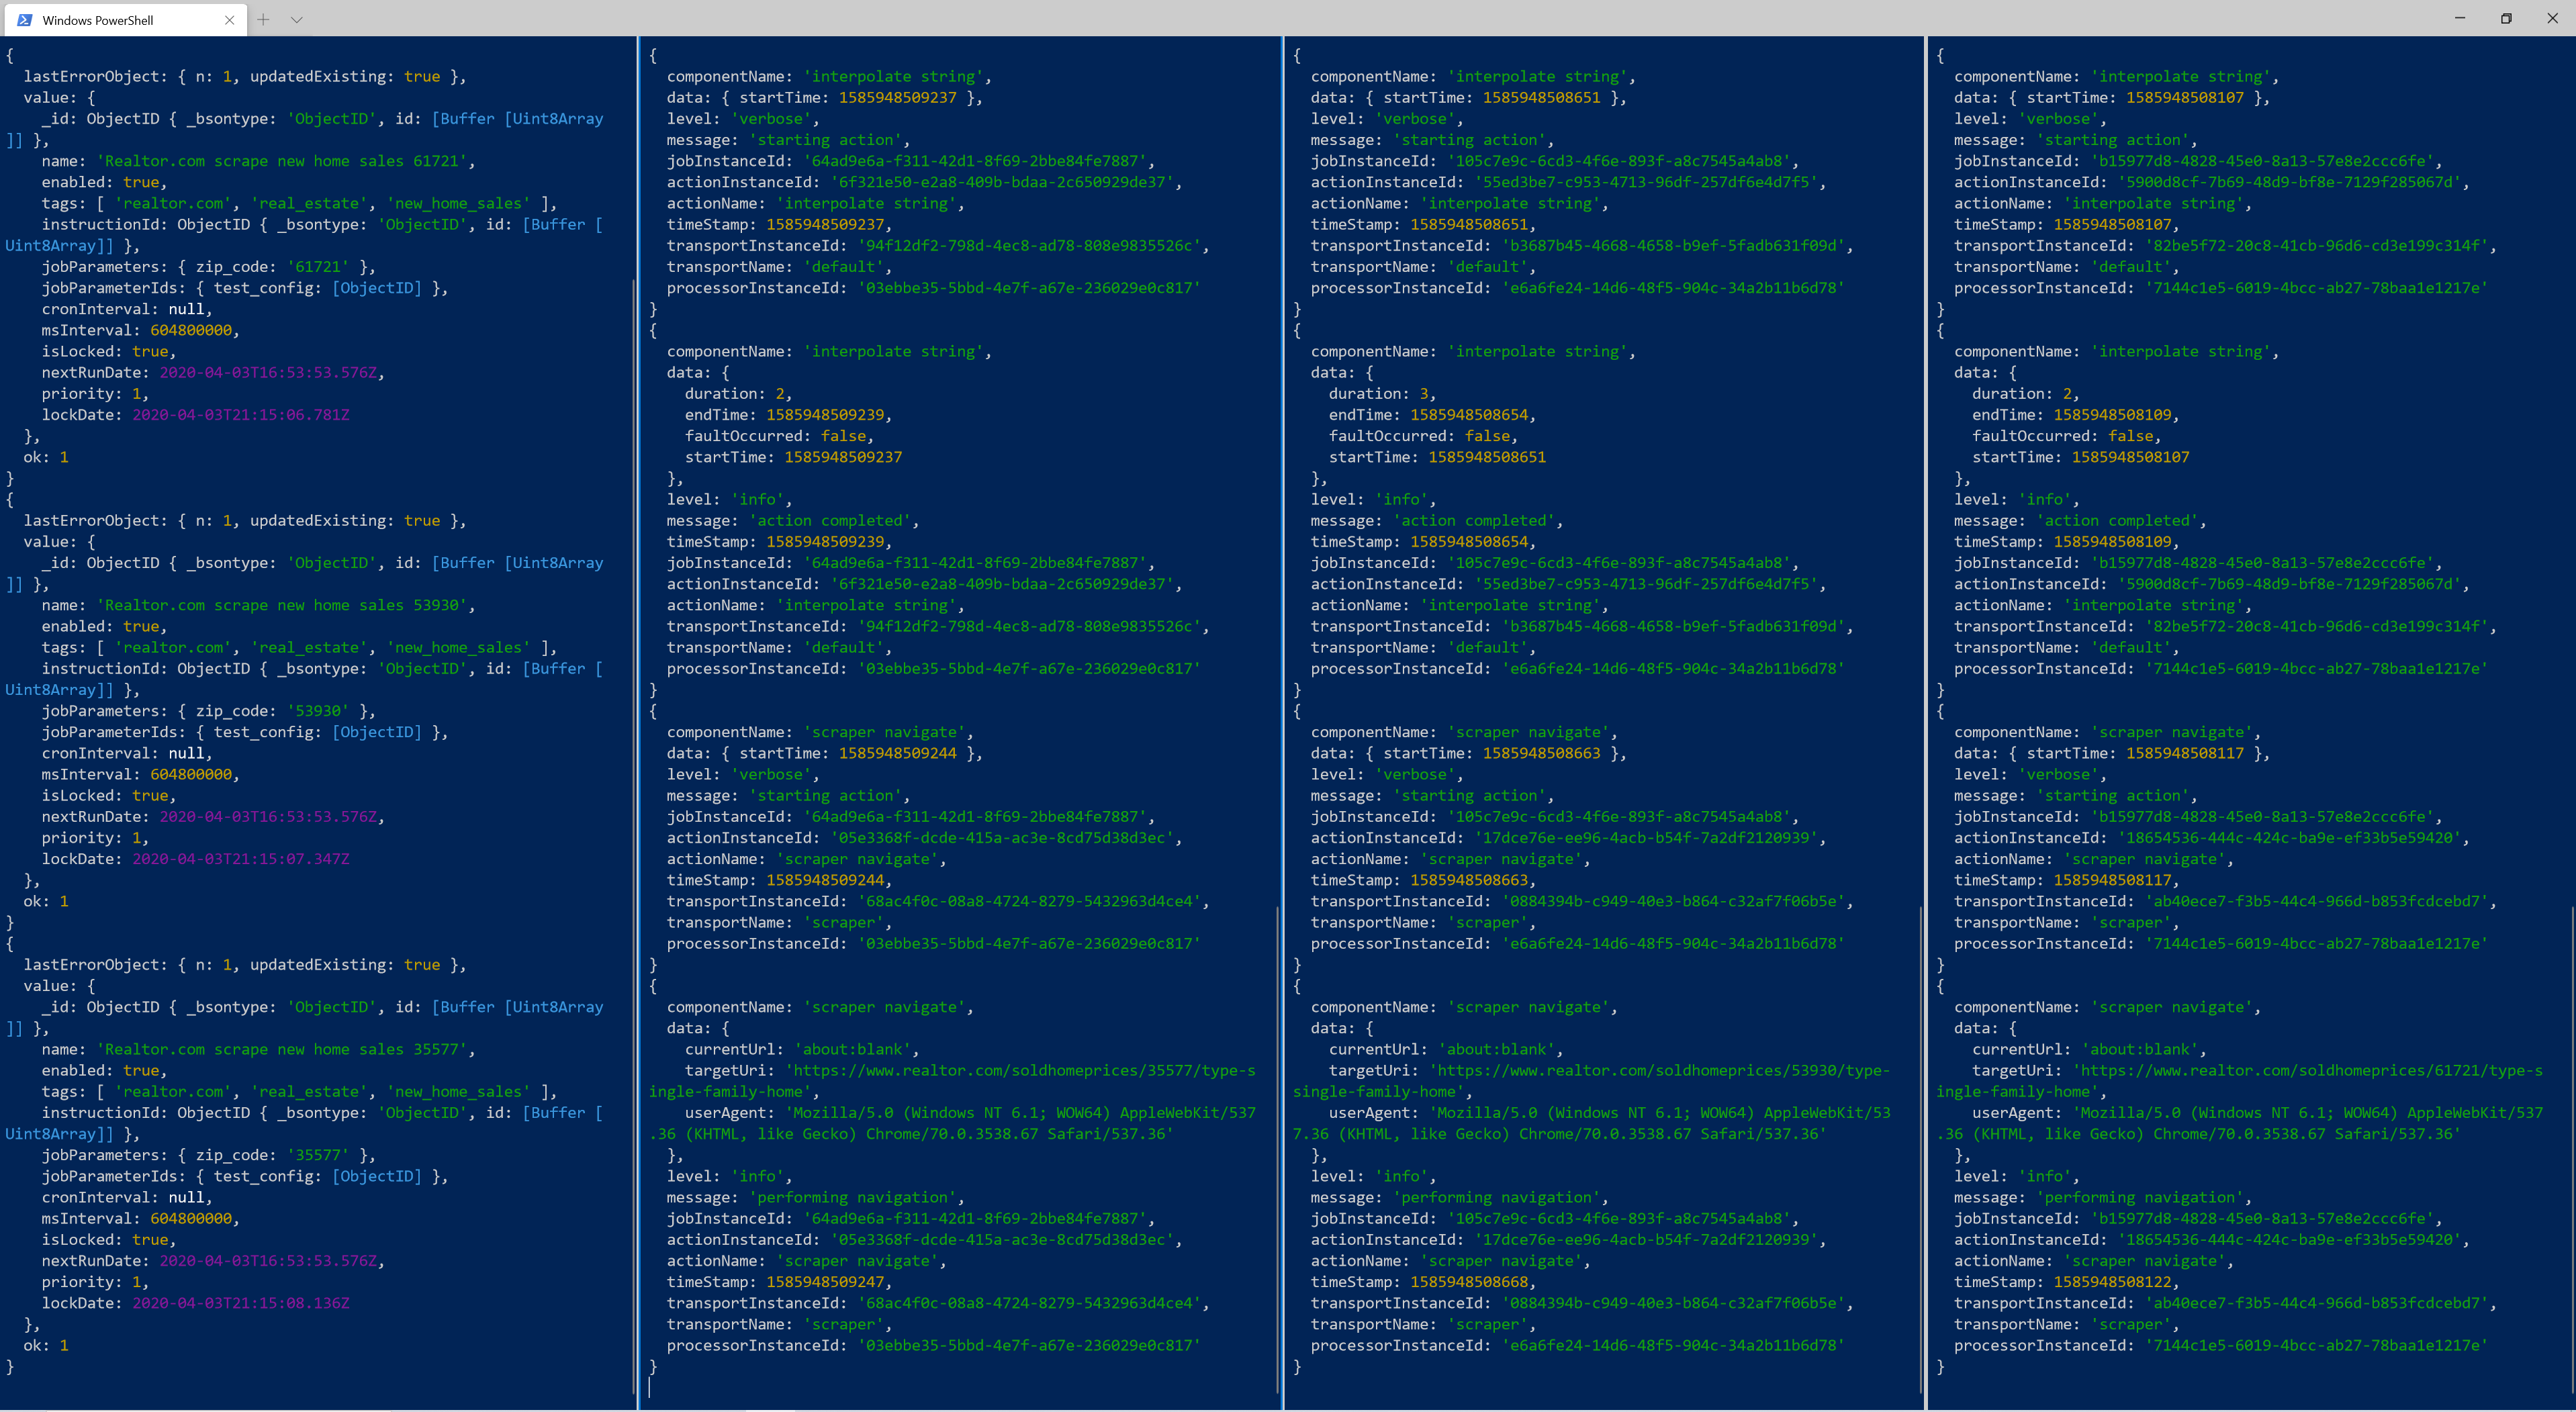 Windows PowerShell
{
  lastErrorObject: { n: 1, updatedExisting: true },
  value: {
    _id: ObjectID { _bsontype: 'ObjectID', id: [Buffer [Uint8Array
]] },
    name: 'Realtor.com scrape new home sales 61721',
    enabled: true,
    tags: [ 'realtor.com', 'real_estate', 'new_home_sales' ],
    instructionId: ObjectID { _bsontype: 'ObjectID', id: [Buffer [
Uint8Array]] },
    jobParameters: { zip_code: '61721' },
    jobParameterIds: { test_config: [ObjectID] },
    cronInterval: null,
    msInterval: 604800000,
    isLocked: true,
    nextRunDate: 2020-04-03T16:53:53.576Z,
    priority: 1,
    lockDate: 2020-04-03T21:15:06.781Z
  },
  ok: 1
}
{
  lastErrorObject: { n: 1, updatedExisting: true },
  value: {
    _id: ObjectID { _bsontype: 'ObjectID', id: [Buffer [Uint8Array
]] },
    name: 'Realtor.com scrape new home sales 53930',
    enabled: true,
    tags: [ 'realtor.com', 'real_estate', 'new_home_sales' ],
    instructionId: ObjectID { _bsontype: 'ObjectID', id: [Buffer [
Uint8Array]] },
    jobParameters: { zip_code: '53930' },
    jobParameterIds: { test_config: [ObjectID] },
    cronInterval: null,
    msInterval: 604800000,
    isLocked: true,
    nextRunDate: 2020-04-03T16:53:53.576Z,
    priority: 1,
    lockDate: 2020-04-03T21:15:07.347Z
  },
  ok: 1
}
{
  lastErrorObject: { n: 1, updatedExisting: true },
  value: {
    _id: ObjectID { _bsontype: 'ObjectID', id: [Buffer [Uint8Array
]] },
    name: 'Realtor.com scrape new home sales 35577',
    enabled: true,
    tags: [ 'realtor.com', 'real_estate', 'new_home_sales' ],
    instructionId: ObjectID { _bsontype: 'ObjectID', id: [Buffer [
Uint8Array]] },
    jobParameters: { zip_code: '35577' },
    jobParameterIds: { test_config: [ObjectID] },
    cronInterval: null,
    msInterval: 604800000,
    isLocked: true,
    nextRunDate: 2020-04-03T16:53:53.576Z,
    priority: 1,
    lockDate: 2020-04-03T21:15:08.136Z
  },
  ok: 1
}
{
  componentName: 'interpolate string',
  data: { startTime: 1585948509237 },
  level: 'verbose',
  message: 'starting action',
  jobInstanceId: '64ad9e6a-f311-42d1-8f69-2bbe84fe7887',
  actionInstanceId: '6f321e50-e2a8-409b-bdaa-2c650929de37',
  actionName: 'interpolate string',
  timeStamp: 1585948509237,
  transportInstanceId: '94f12df2-798d-4ec8-ad78-808e9835526c',
  transportName: 'default',
  processorInstanceId: '03ebbe35-5bbd-4e7f-a67e-236029e0c817'
}
{
  componentName: 'interpolate string',
  data: {
    duration: 2,
    endTime: 1585948509239,
    faultOccurred: false,
    startTime: 1585948509237
  },
  level: 'info',
  message: 'action completed',
  timeStamp: 1585948509239,
  jobInstanceId: '64ad9e6a-f311-42d1-8f69-2bbe84fe7887',
  actionInstanceId: '6f321e50-e2a8-409b-bdaa-2c650929de37',
  actionName: 'interpolate string',
  transportInstanceId: '94f12df2-798d-4ec8-ad78-808e9835526c',
  transportName: 'default',
  processorInstanceId: '03ebbe35-5bbd-4e7f-a67e-236029e0c817'
}
{
  componentName: 'scraper navigate',
  data: { startTime: 1585948509244 },
  level: 'verbose',
  message: 'starting action',
  jobInstanceId: '64ad9e6a-f311-42d1-8f69-2bbe84fe7887',
  actionInstanceId: '05e3368f-dcde-415a-ac3e-8cd75d38d3ec',
  actionName: 'scraper navigate',
  timeStamp: 1585948509244,
  transportInstanceId: '68ac4f0c-08a8-4724-8279-5432963d4ce4',
  transportName: 'scraper',
  processorInstanceId: '03ebbe35-5bbd-4e7f-a67e-236029e0c817'
}
{
  componentName: 'scraper navigate',
  data: {
    currentUrl: 'about:blank',
    targetUri: 'https://www.realtor.com/soldhomeprices/35577/type-s
ingle-family-home',
    userAgent: 'Mozilla/5.0 (Windows NT 6.1; WOW64) AppleWebKit/537
.36 (KHTML, like Gecko) Chrome/70.0.3538.67 Safari/537.36'
  },
  level: 'info',
  message: 'performing navigation',
  jobInstanceId: '64ad9e6a-f311-42d1-8f69-2bbe84fe7887',
  actionInstanceId: '05e3368f-dcde-415a-ac3e-8cd75d38d3ec',
  actionName: 'scraper navigate',
  timeStamp: 1585948509247,
  transportInstanceId: '68ac4f0c-08a8-4724-8279-5432963d4ce4',
  transportName: 'scraper',
  processorInstanceId: '03ebbe35-5bbd-4e7f-a67e-236029e0c817'
}
{
  componentName: 'interpolate string',
  data: { startTime: 1585948508651 },
  level: 'verbose',
  message: 'starting action',
  jobInstanceId: '105c7e9c-6cd3-4f6e-893f-a8c7545a4ab8',
  actionInstanceId: '55ed3be7-c953-4713-96df-257df6e4d7f5',
  actionName: 'interpolate string',
  timeStamp: 1585948508651,
  transportInstanceId: 'b3687b45-4668-4658-b9ef-5fadb631f09d',
  transportName: 'default',
  processorInstanceId: 'e6a6fe24-14d6-48f5-904c-34a2b11b6d78'
}
{
  componentName: 'interpolate string',
  data: {
    duration: 3,
    endTime: 1585948508654,
    faultOccurred: false,
    startTime: 1585948508651
  },
  level: 'info',
  message: 'action completed',
  timeStamp: 1585948508654,
  jobInstanceId: '105c7e9c-6cd3-4f6e-893f-a8c7545a4ab8',
  actionInstanceId: '55ed3be7-c953-4713-96df-257df6e4d7f5',
  actionName: 'interpolate string',
  transportInstanceId: 'b3687b45-4668-4658-b9ef-5fadb631f09d',
  transportName: 'default',
  processorInstanceId: 'e6a6fe24-14d6-48f5-904c-34a2b11b6d78'
}
{
  componentName: 'scraper navigate',
  data: { startTime: 1585948508663 },
  level: 'verbose',
  message: 'starting action',
  jobInstanceId: '105c7e9c-6cd3-4f6e-893f-a8c7545a4ab8',
  actionInstanceId: '17dce76e-ee96-4acb-b54f-7a2df2120939',
  actionName: 'scraper navigate',
  timeStamp: 1585948508663,
  transportInstanceId: '0884394b-c949-40e3-b864-c32af7f06b5e',
  transportName: 'scraper',
  processorInstanceId: 'e6a6fe24-14d6-48f5-904c-34a2b11b6d78'
}
{
  componentName: 'scraper navigate',
  data: {
    currentUrl: 'about:blank',
    targetUri: 'https://www.realtor.com/soldhomeprices/53930/type-
single-family-home',
    userAgent: 'Mozilla/5.0 (Windows NT 6.1; WOW64) AppleWebKit/53
7.36 (KHTML, like Gecko) Chrome/70.0.3538.67 Safari/537.36'
  },
  level: 'info',
  message: 'performing navigation',
  jobInstanceId: '105c7e9c-6cd3-4f6e-893f-a8c7545a4ab8',
  actionInstanceId: '17dce76e-ee96-4acb-b54f-7a2df2120939',
  actionName: 'scraper navigate',
  timeStamp: 1585948508668,
  transportInstanceId: '0884394b-c949-40e3-b864-c32af7f06b5e',
  transportName: 'scraper',
  processorInstanceId: 'e6a6fe24-14d6-48f5-904c-34a2b11b6d78'
}
{
  componentName: 'interpolate string',
  data: { startTime: 1585948508107 },
  level: 'verbose',
  message: 'starting action',
  jobInstanceId: 'b15977d8-4828-45e0-8a13-57e8e2ccc6fe',
  actionInstanceId: '5900d8cf-7b69-48d9-bf8e-7129f285067d',
  actionName: 'interpolate string',
  timeStamp: 1585948508107,
  transportInstanceId: '82be5f72-20c8-41cb-96d6-cd3e199c314f',
  transportName: 'default',
  processorInstanceId: '7144c1e5-6019-4bcc-ab27-78baa1e1217e'
}
{
  componentName: 'interpolate string',
  data: {
    duration: 2,
    endTime: 1585948508109,
    faultOccurred: false,
    startTime: 1585948508107
  },
  level: 'info',
  message: 'action completed',
  timeStamp: 1585948508109,
  jobInstanceId: 'b15977d8-4828-45e0-8a13-57e8e2ccc6fe',
  actionInstanceId: '5900d8cf-7b69-48d9-bf8e-7129f285067d',
  actionName: 'interpolate string',
  transportInstanceId: '82be5f72-20c8-41cb-96d6-cd3e199c314f',
  transportName: 'default',
  processorInstanceId: '7144c1e5-6019-4bcc-ab27-78baa1e1217e'
}
{
  componentName: 'scraper navigate',
  data: { startTime: 1585948508117 },
  level: 'verbose',
  message: 'starting action',
  jobInstanceId: 'b15977d8-4828-45e0-8a13-57e8e2ccc6fe',
  actionInstanceId: '18654536-444c-424c-ba9e-ef33b5e59420',
  actionName: 'scraper navigate',
  timeStamp: 1585948508117,
  transportInstanceId: 'ab40ece7-f3b5-44c4-966d-b853fcdcebd7',
  transportName: 'scraper',
  processorInstanceId: '7144c1e5-6019-4bcc-ab27-78baa1e1217e'
}
{
  componentName: 'scraper navigate',
  data: {
    currentUrl: 'about:blank',
    targetUri: 'https://www.realtor.com/soldhomeprices/61721/type-s
ingle-family-home',
    userAgent: 'Mozilla/5.0 (Windows NT 6.1; WOW64) AppleWebKit/537
.36 (KHTML, like Gecko) Chrome/70.0.3538.67 Safari/537.36'
  },
  level: 'info',
  message: 'performing navigation',
  jobInstanceId: 'b15977d8-4828-45e0-8a13-57e8e2ccc6fe',
  actionInstanceId: '18654536-444c-424c-ba9e-ef33b5e59420',
  actionName: 'scraper navigate',
  timeStamp: 1585948508122,
  transportInstanceId: 'ab40ece7-f3b5-44c4-966d-b853fcdcebd7',
  transportName: 'scraper',
  processorInstanceId: '7144c1e5-6019-4bcc-ab27-78baa1e1217e'
}